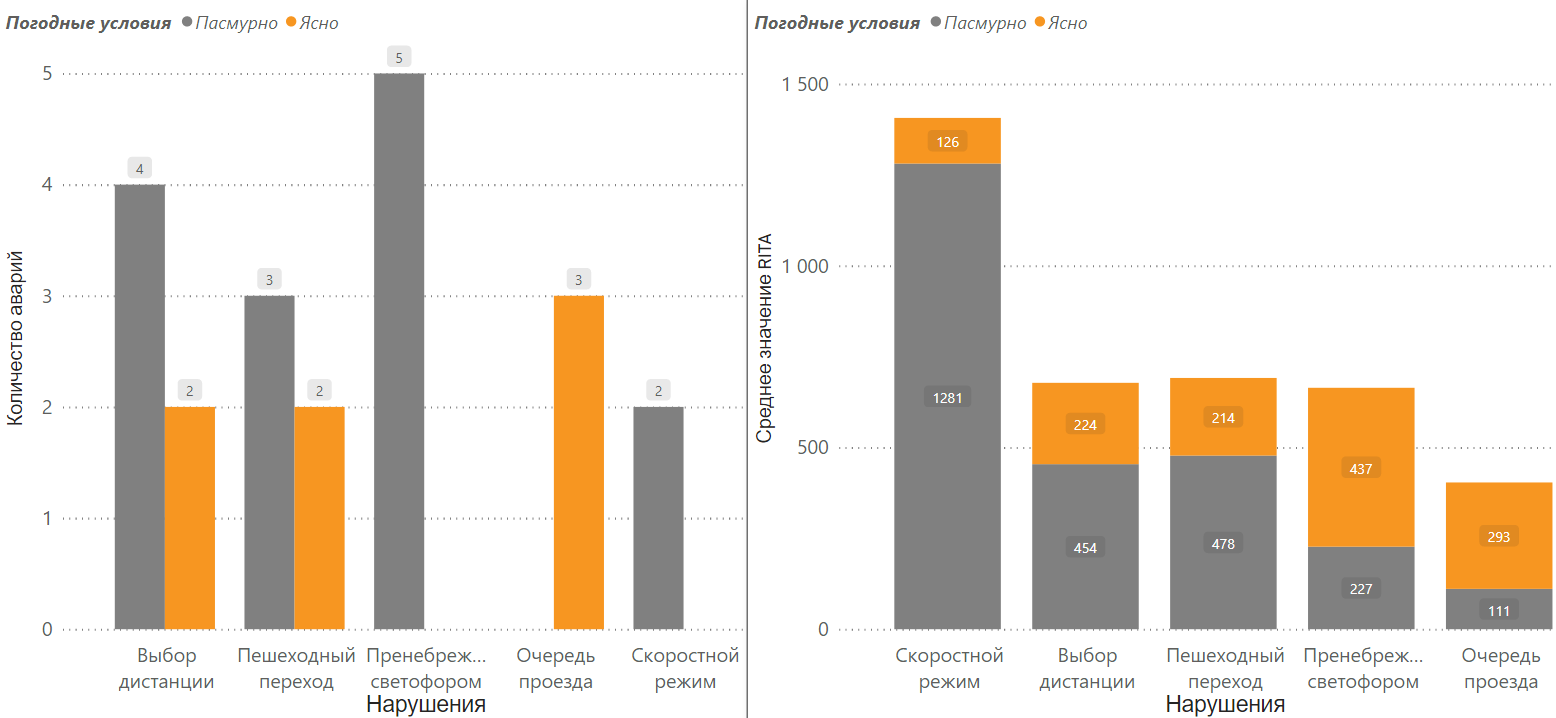 Погодные условия Пасмурно Ясно
Количество аварий
5
4
3
2
1
0
5
4
3
3
2
2
2
Выбор дистанции
Пешеходный переход
Пренебреж... светофором
Очередь проезда
Скоростной режим
Нарушения
Погодные условия Пасмурно Ясно
Среднее значение RITA
1 500
1 000
500
0
126
1281
224
454
214
478
437
227
293
111
Скоростной режим
Выбор дистанции
Пешеходный переход
Пренебреж... светофором
Очередь проезда
Нарушения